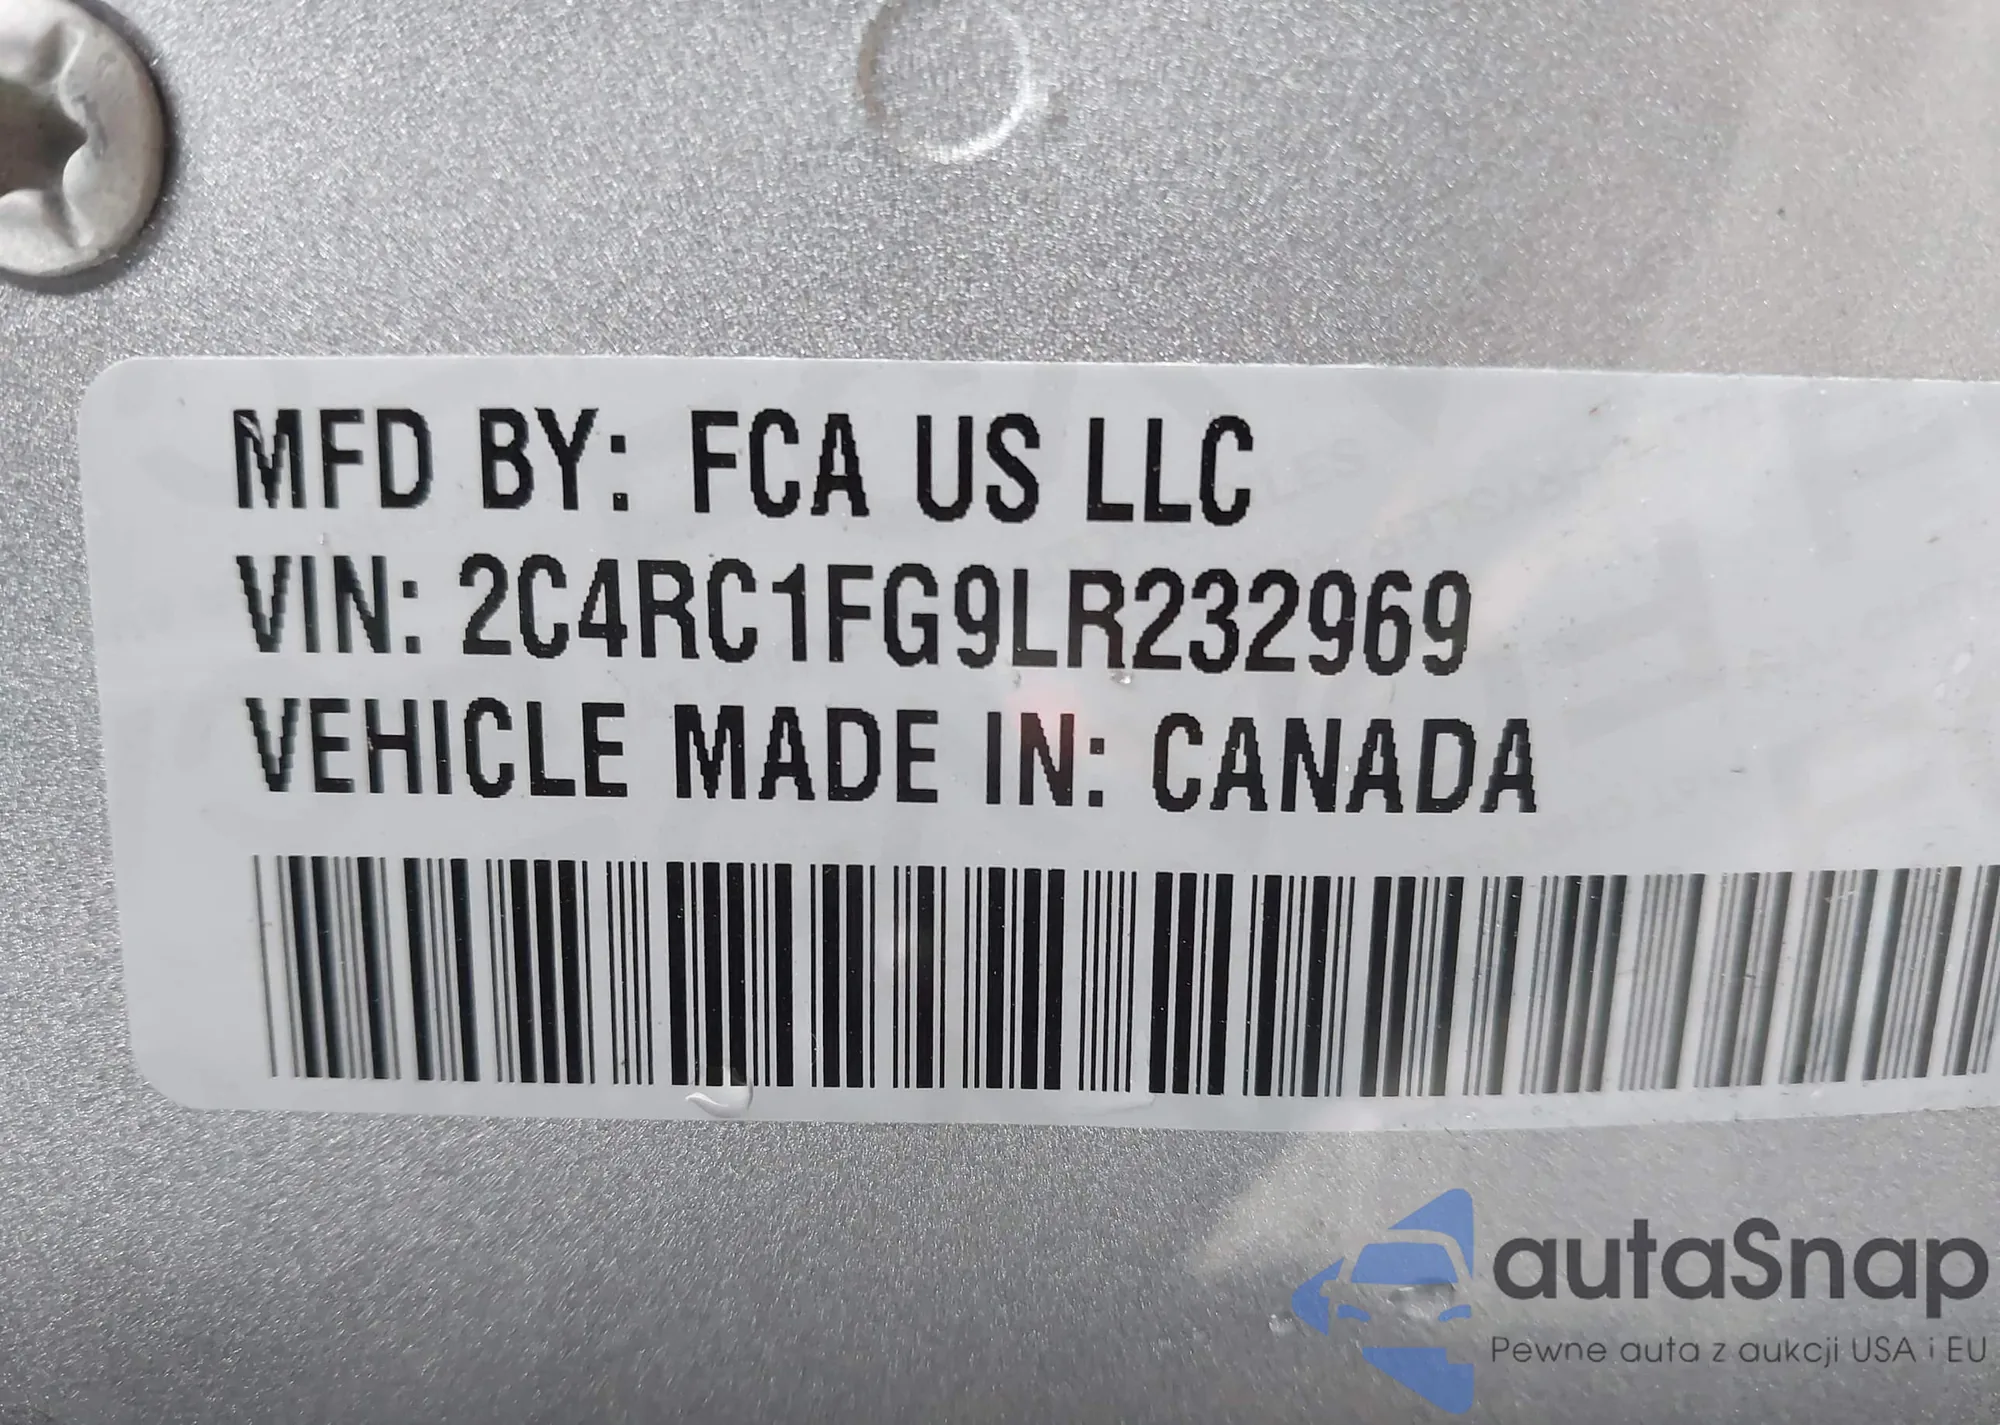 MFD BY: FCA US LLC
VIN: 2C4RC1FG9LR232969
VEHICLE MADE IN: CANADA
autaSnap
Pewne auta z aukcji USA i EU